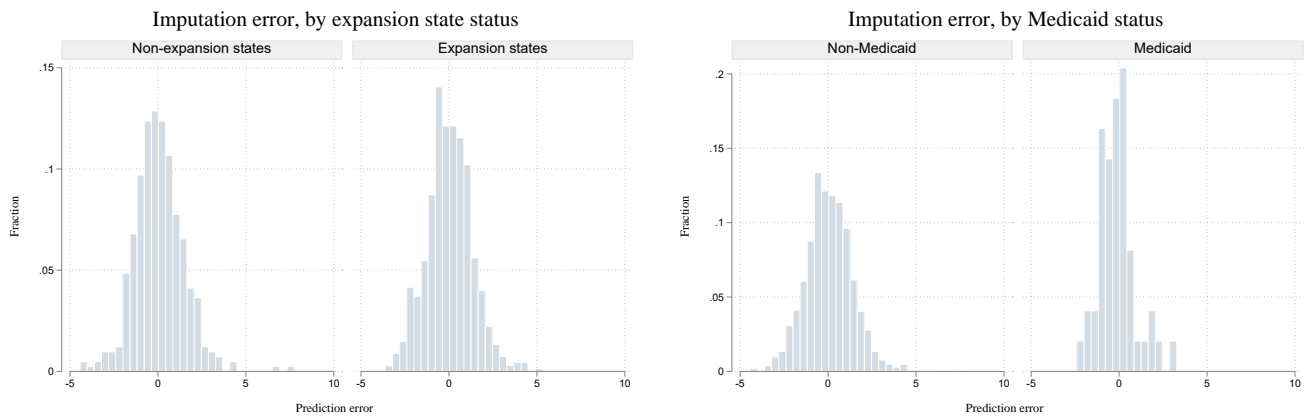 Imputation error, by expansion state status
Non-expansion states
Expansion states
.15
.1
.05
0
Fraction
-5
0
5
10
-5
0
5
10
Prediction error
Imputation error, by Medicaid status
Non-Medicaid
Medicaid
.2
.15
.1
.05
0
Fraction
-5
0
5
10
-5
0
5
10
Prediction error